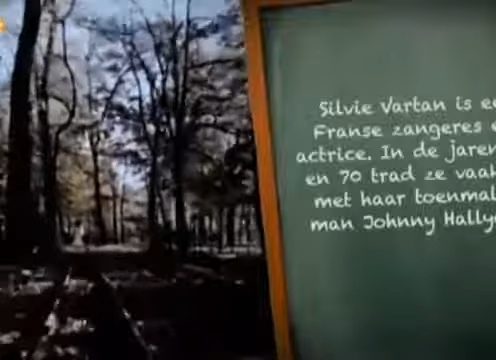 Silvie Vartan is e
Franse zangeres
actrice. In de jaren
en 70 trad ze vaak
met haar toenmal
man Johnny Hally